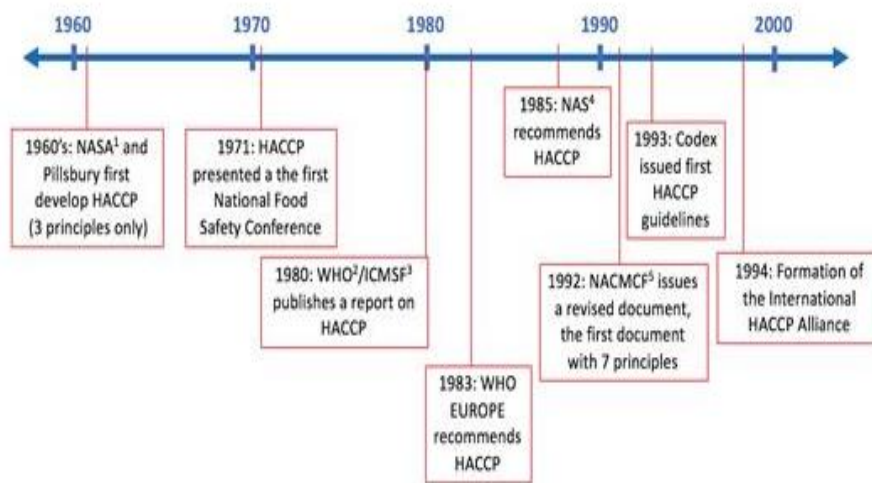 1960
1970
1980
1990
2000
1960's: NASA¹ and
Pillsbury first
develop HACCP
(3 principles only)
1971: HACCP
presented a the first
National Food
Safety Conference
1980: WHO²/ICMSF³
publishes a report on
HACCP
1983: WHO
EUROPE
recommends
HACCP
1985: NAS⁴
recommends
HACCP
1992: NACMCF⁵ issues
a revised document,
the first document
with 7 principles
1993: Codex
issued first
HACCP
guidelines
1994: Formation of
the International
HACCP Alliance